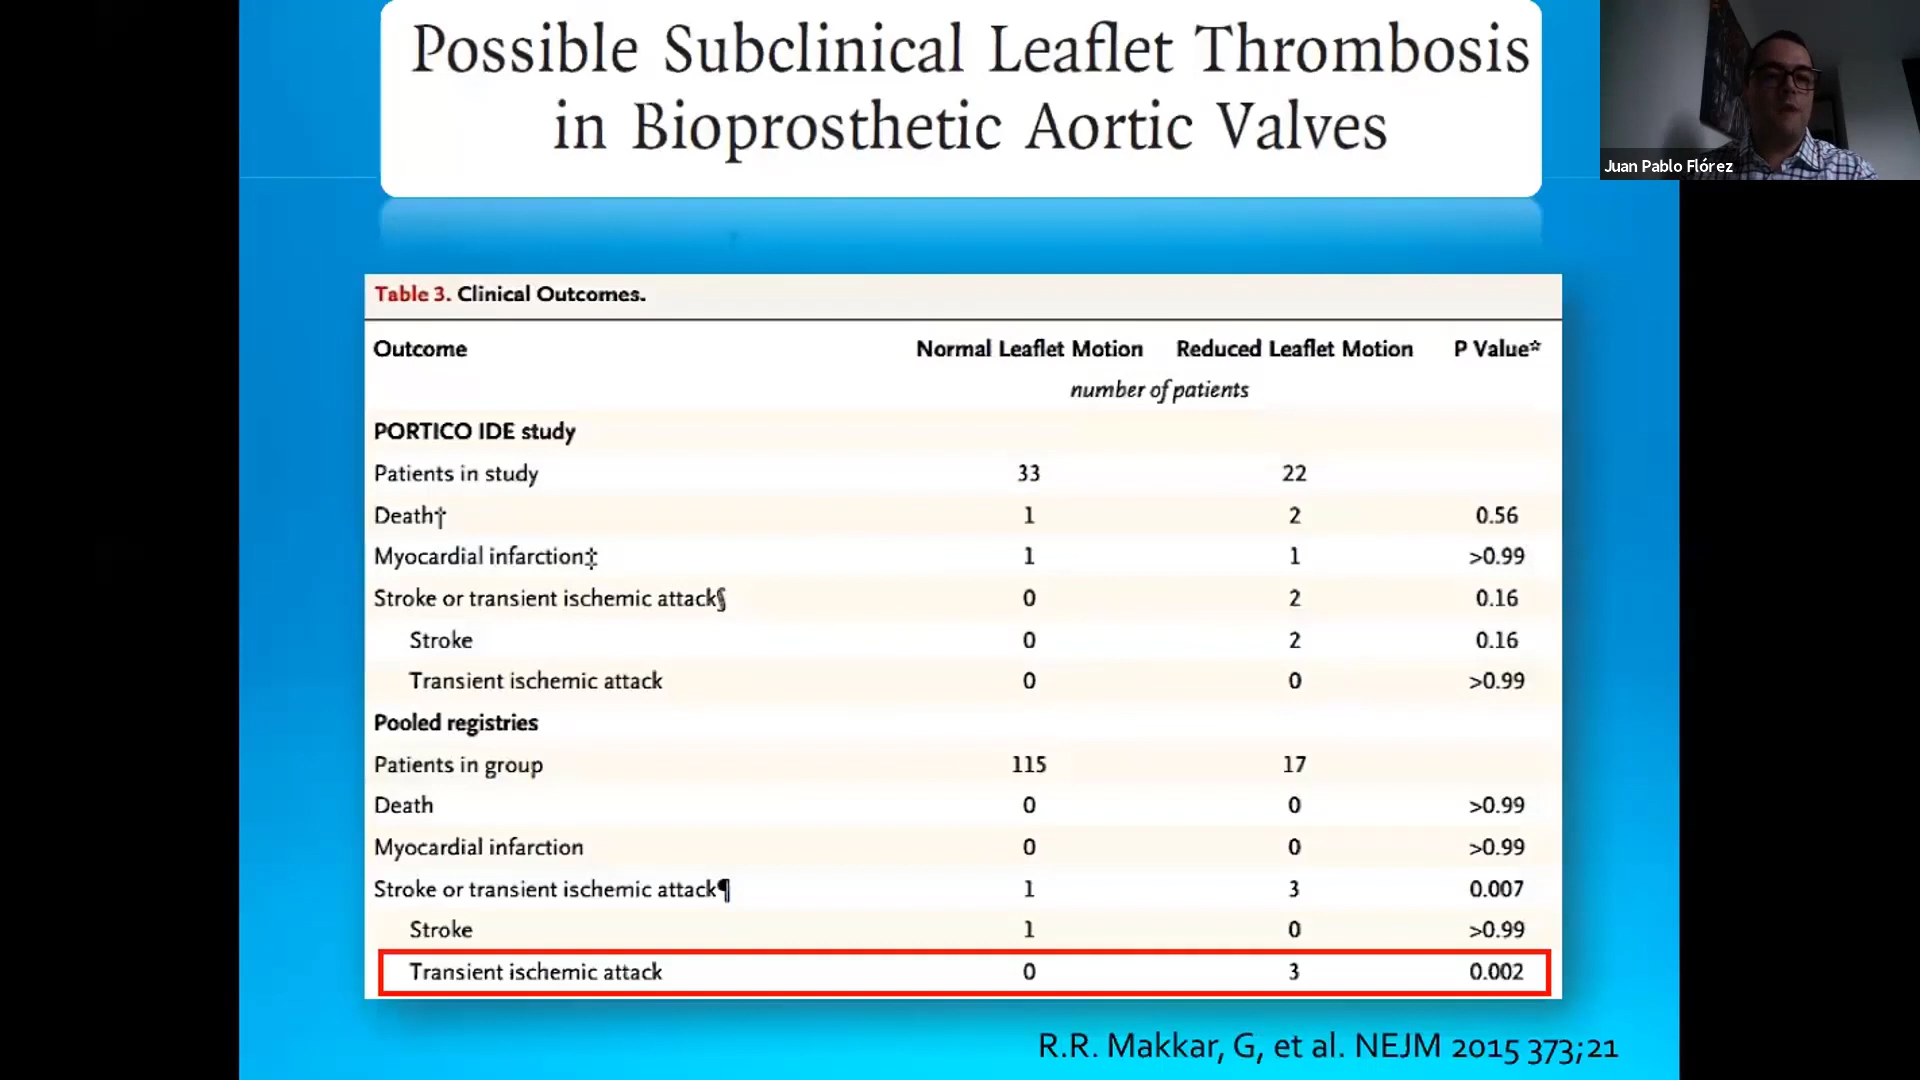 Possible Subclinical Leaflet Thrombosis
in Bioprosthetic Aortic Valves
Juan Pablo Flórez
Table 3. Clinical Outcomes.
Outcome Normal Leaflet Motion Reduced Leaflet Motion P Value*
number of patients
PORTICO IDE study
Patients in study 33 22
Death† 1 2 0.56
Myocardial infarction‡ 1 1 >0.99
Stroke or transient ischemic attack§ 0 2 0.16
Stroke 0 2 0.16
Transient ischemic attack 0 0 >0.99
Pooled registries
Patients in group 115 17
Death 0 0 >0.99
Myocardial infarction 0 0 >0.99
Stroke or transient ischemic attack¶ 1 3 0.007
Stroke 1 0 >0.99
Transient ischemic attack 0 3 0.002
R.R. Makkar, G, et al. NEJM 2015 373;21